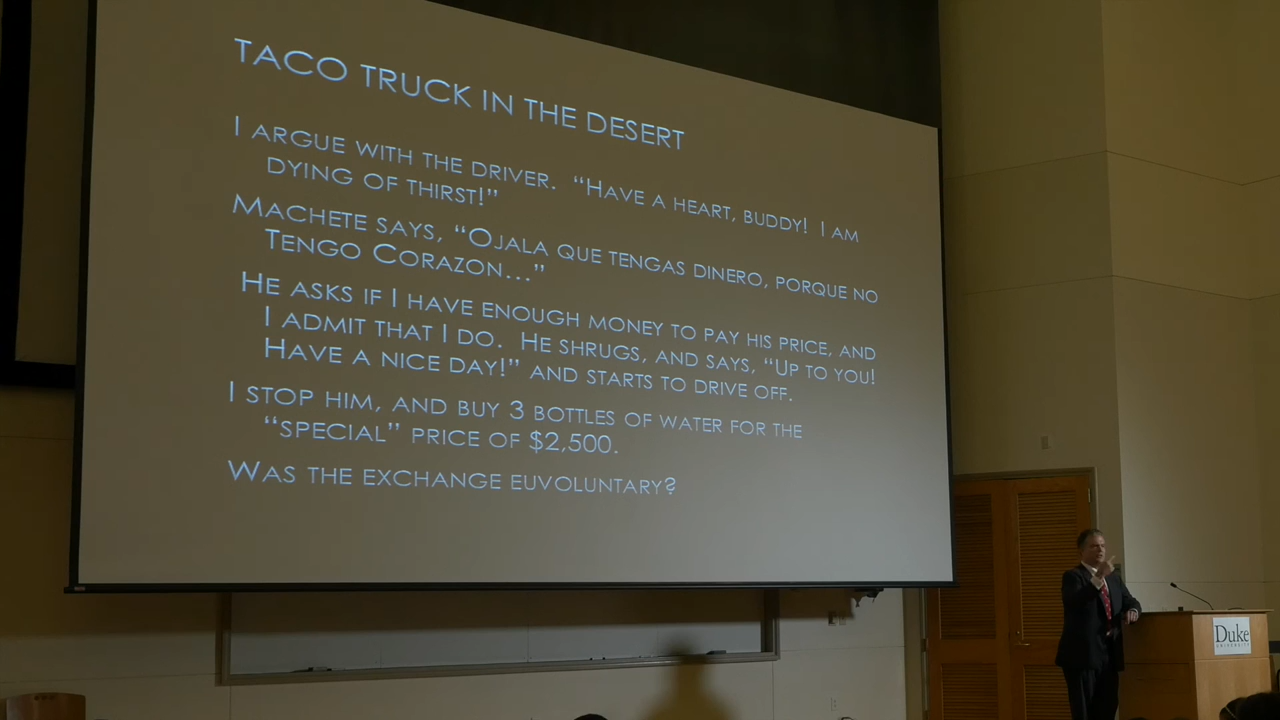 TACO TRUCK IN THE DESERT
I ARGUE WITH THE DRIVER. “HAVE A HEART, BUDDY! I AM
DYING OF THIRST!”
MACHETE SAYS, “OJALA QUE TENGAS DINERO, PORQUE NO
TENGO CORAZON...”
HE ASKS IF I HAVE ENOUGH MONEY TO PAY HIS PRICE, AND
I ADMIT THAT I DO. HE SHRUGS, AND SAYS, “UP TO YOU!
HAVE A NICE DAY!” AND STARTS TO DRIVE OFF.
I STOP HIM, AND BUY 3 BOTTLES OF WATER FOR THE
“SPECIAL” PRICE OF $2,500.
WAS THE EXCHANGE EUVOLUNTARY?
Duke
UNIVERSITY